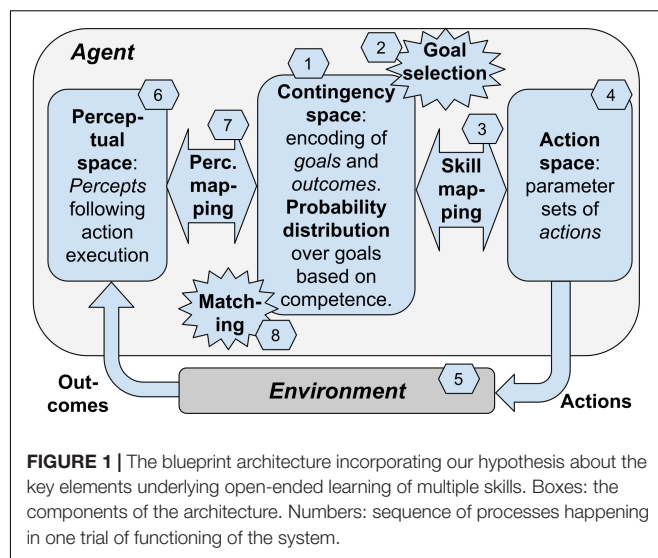 Agent
2
Goal
selection
1
Contingency
space:
encoding of
goals and
outcomes.
Probability
distribution
over goals
based on
competence.
6
Percep-
tual
space:
Percepts
following
action
execution
7
Perc.
map-
ping
3
Skill
map-
ping
4
Action
space:
parameter
sets of
actions
Match-
ing
8
Out-
comes
Environment
5
Actions
FIGURE 1 | The blueprint architecture incorporating our hypothesis about the
key elements underlying open-ended learning of multiple skills. Boxes: the
components of the architecture. Numbers: sequence of processes happening
in one trial of functioning of the system.